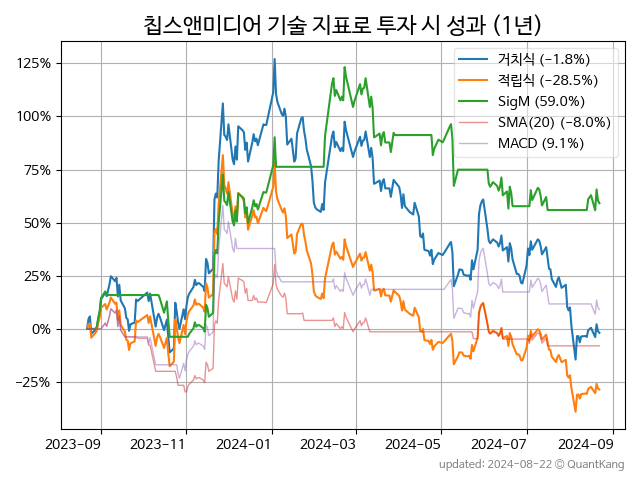 칩스앤미디어 기술 지표로 투자 시 성과 (1년)
거치식 (−1.8%)
적립식 (−28.5%)
SigM (59.0%)
SMA(20) (−8.0%)
MACD (9.1%)
125%
100%
75%
50%
25%
0%
−25%
2023−09 2023−11 2024−01 2024−03 2024−05 2024−07 2024−09
updated: 2024−08−22 © QuantKang